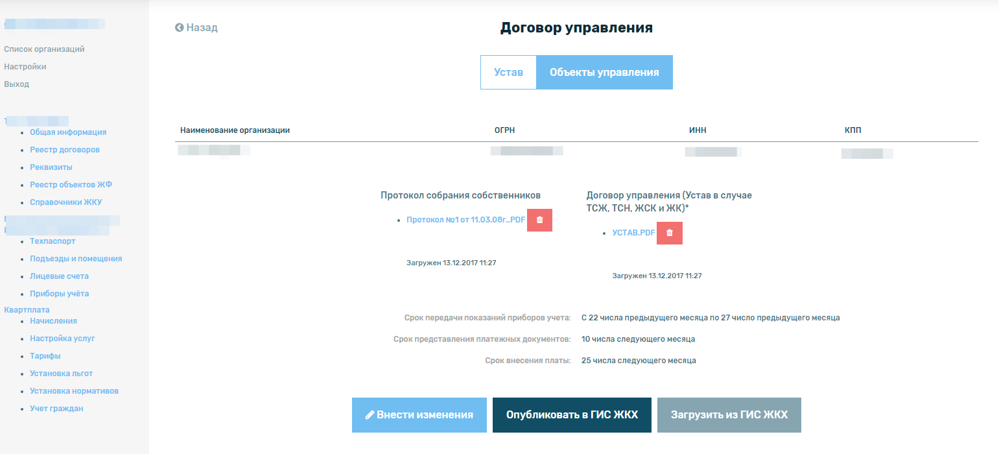 Список организаций
Настройки
Выход
Общая информация
Реестр договоров
Реквизиты
Реестр объектов ЖФ
Справочники ЖКУ
Техпаспорт
Подъезды и помещения
Лицевые счета
Приборы учёта
Квартплата
Начисления
Настройка услуг
Тарифы
Установка льгот
Установка нормативов
Учет граждан
Назад
Договор управления
Устав
Объекты управления
Наименование организации ОГРН ИНН КПП
Протокол собрания собственников
Протокол №1 от 11.03.08г..PDF
Загружен 13.12.2017 11:27
Договор управления (Устав в случае
ТСЖ, ТСН, ЖСК и ЖК)*
УСТАВ.PDF
Загружен 13.12.2017 11:27
Срок передачи показаний приборов учета: С 22 числа предыдущего месяца по 27 число предыдущего месяца
Срок представления платежных документов: 10 числа следующего месяца
Срок внесения платы: 25 числа следующего месяца
Внести изменения
Опубликовать в ГИС ЖКХ
Загрузить из ГИС ЖКХ